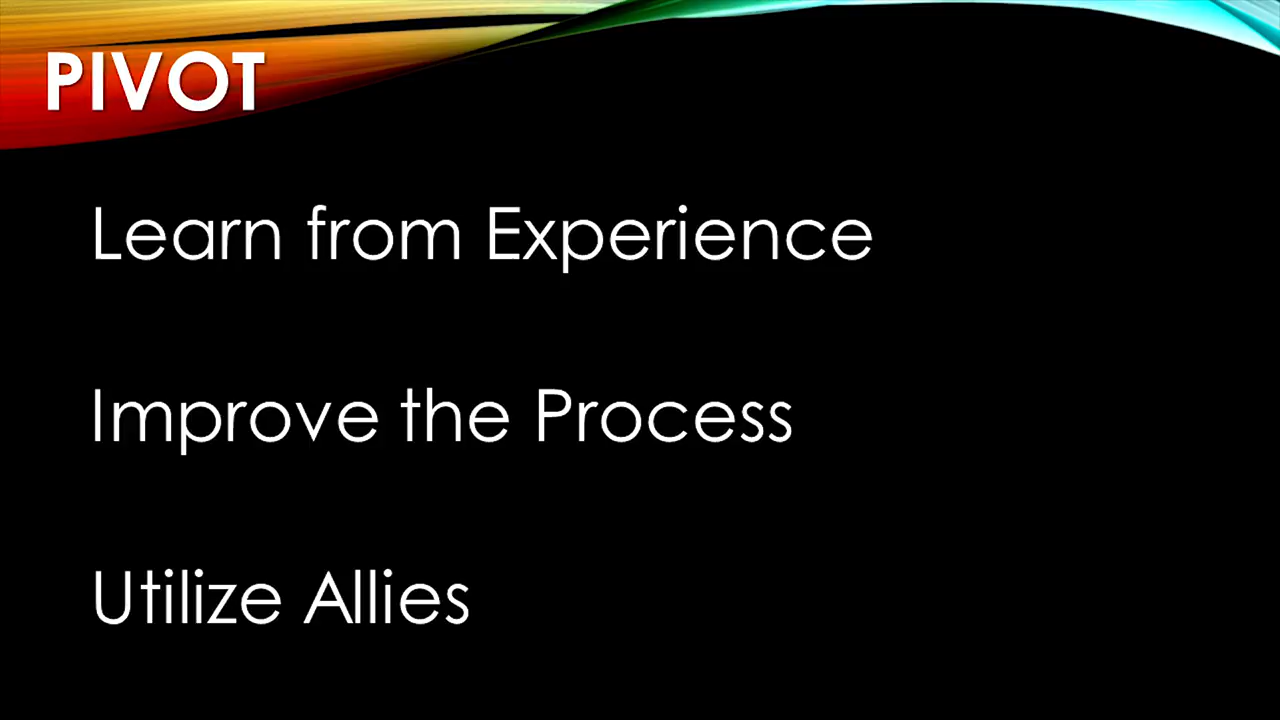 PIVOT
Learn from Experience
Improve the Process
Utilize Allies